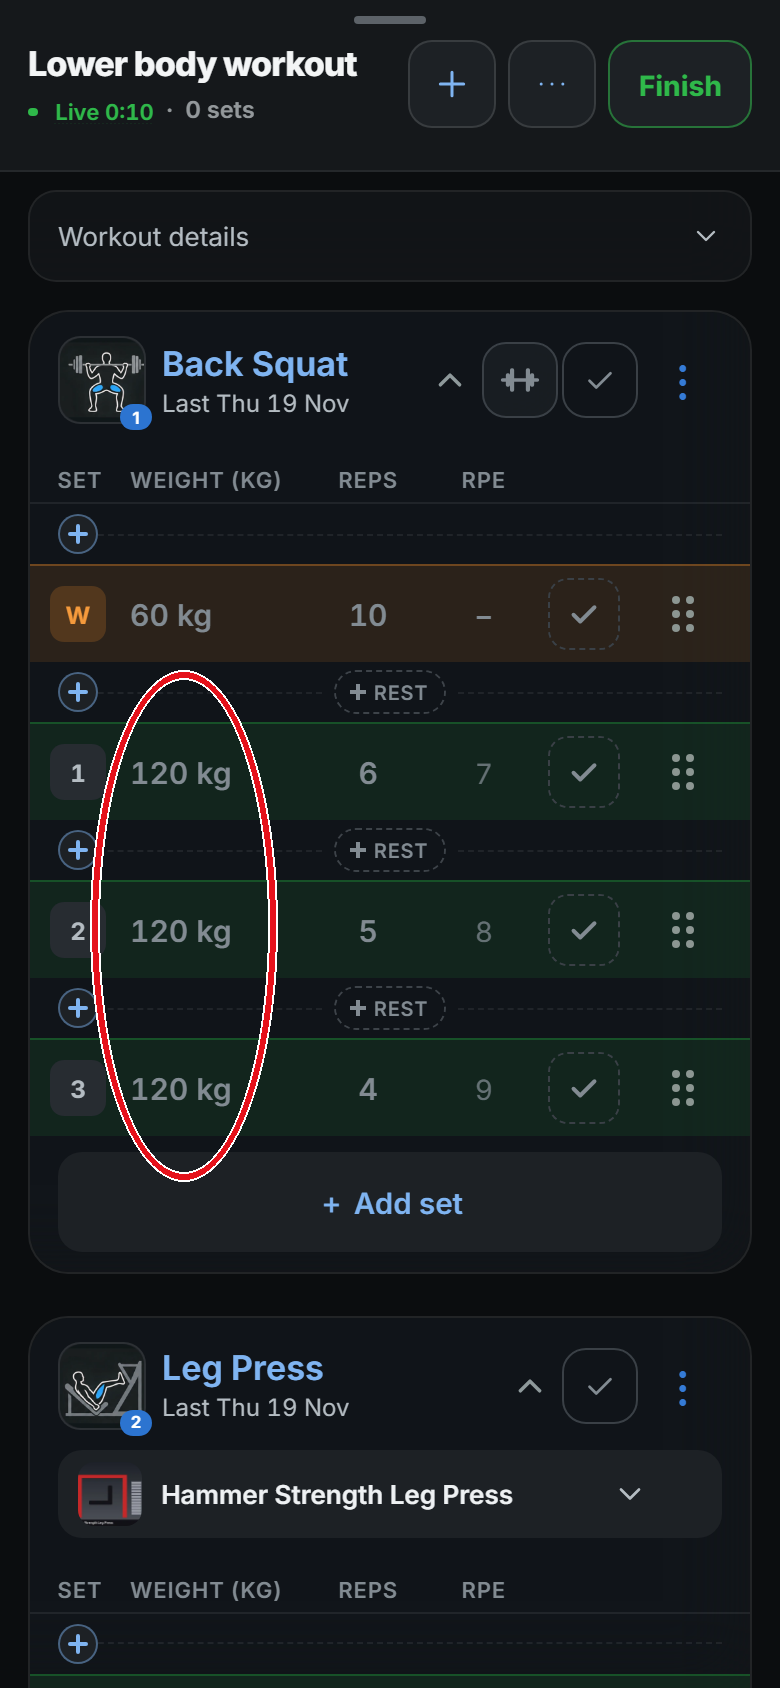 Lower body workout
Live 0:10 · 0 sets
+
...
Finish
Workout details
Back Squat
Last Thu 19 Nov
1
SET WEIGHT (KG) REPS RPE
+
W 60 kg 10 –
+ + REST
1 120 kg 6 7
+ + REST
2 120 kg 5 8
+ + REST
3 120 kg 4 9
+ Add set
Leg Press
Last Thu 19 Nov
2
Hammer Strength Leg Press
SET WEIGHT (KG) REPS RPE
+